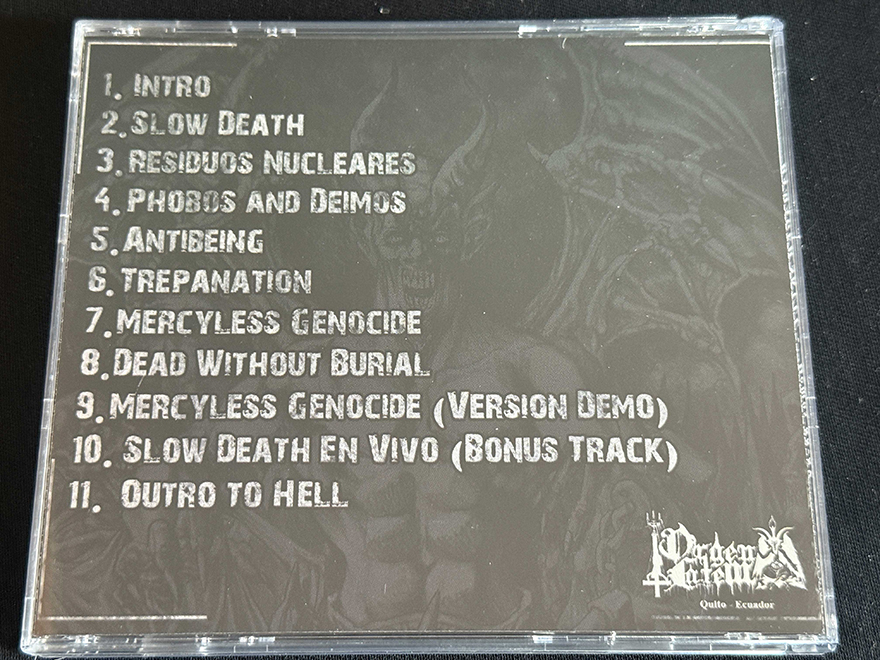 1. INTRO
2. SLOW DEATH
3. RESIDUOS NUCLEARES
4. PHOBOS AND DEIMOS
5. ANTIBEING
6. TREPANATION
7. MERCYLESS GENOCIDE
8. DEAD WITHOUT BURIAL
9. MERCYLESS GENOCIDE (VERSION DEMO)
10. SLOW DEATH EN VIVO (BONUS TRACK)
11. OUTRO TO HELL
Quito - Ecuador